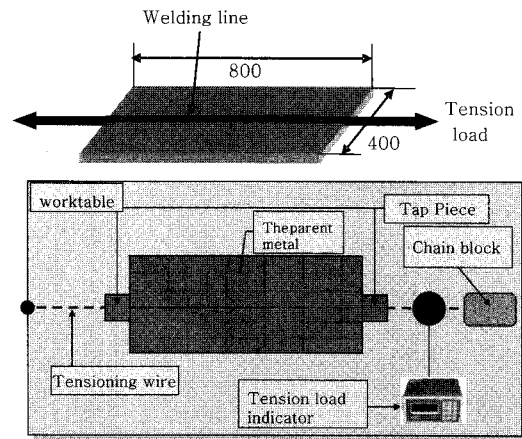 Welding line
800
Tension
load
400
worktable
Tap Piece
Theparent
metal
Chain block
Tensioning wire
Tension load
indicator